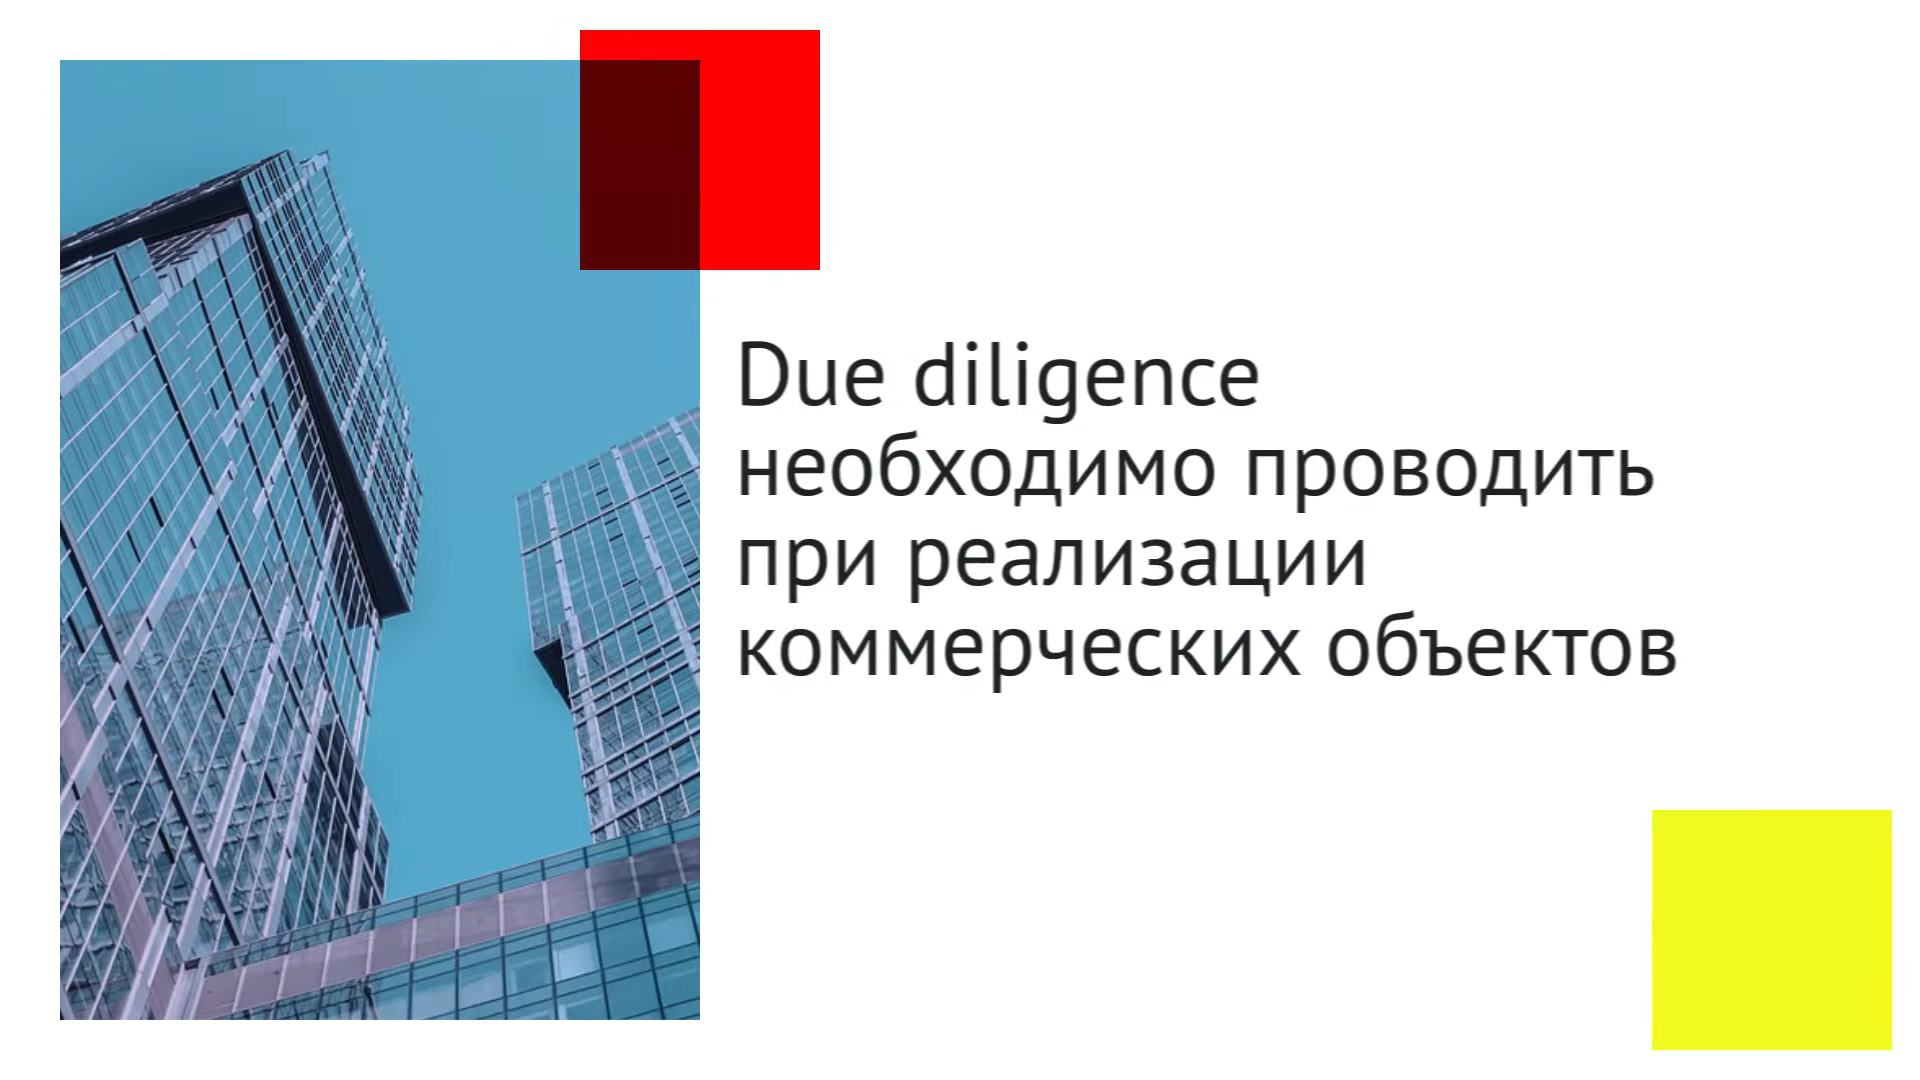 Due diligence
необходимо проводить
при реализации
коммерческих объектов